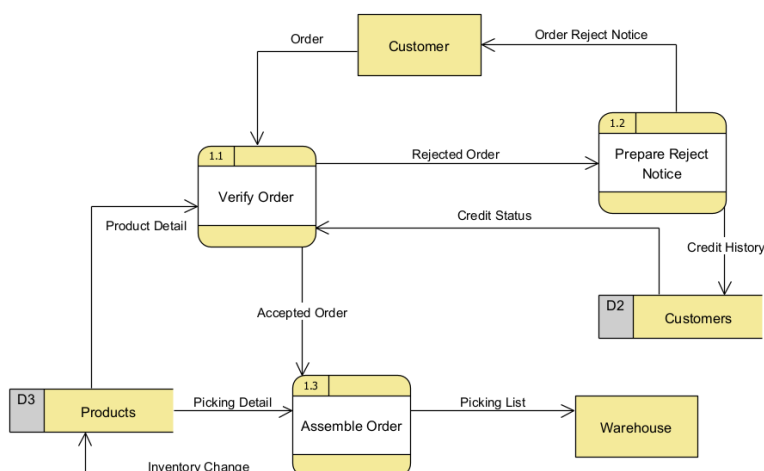 Order
Customer
Order Reject Notice
1.1
Verify Order
Rejected Order
1.2
Prepare Reject
Notice
Product Detail
Credit Status
Credit History
Accepted Order
D2
Customers
D3
Products
Picking Detail
1.3
Assemble Order
Picking List
Warehouse
Inventory Change